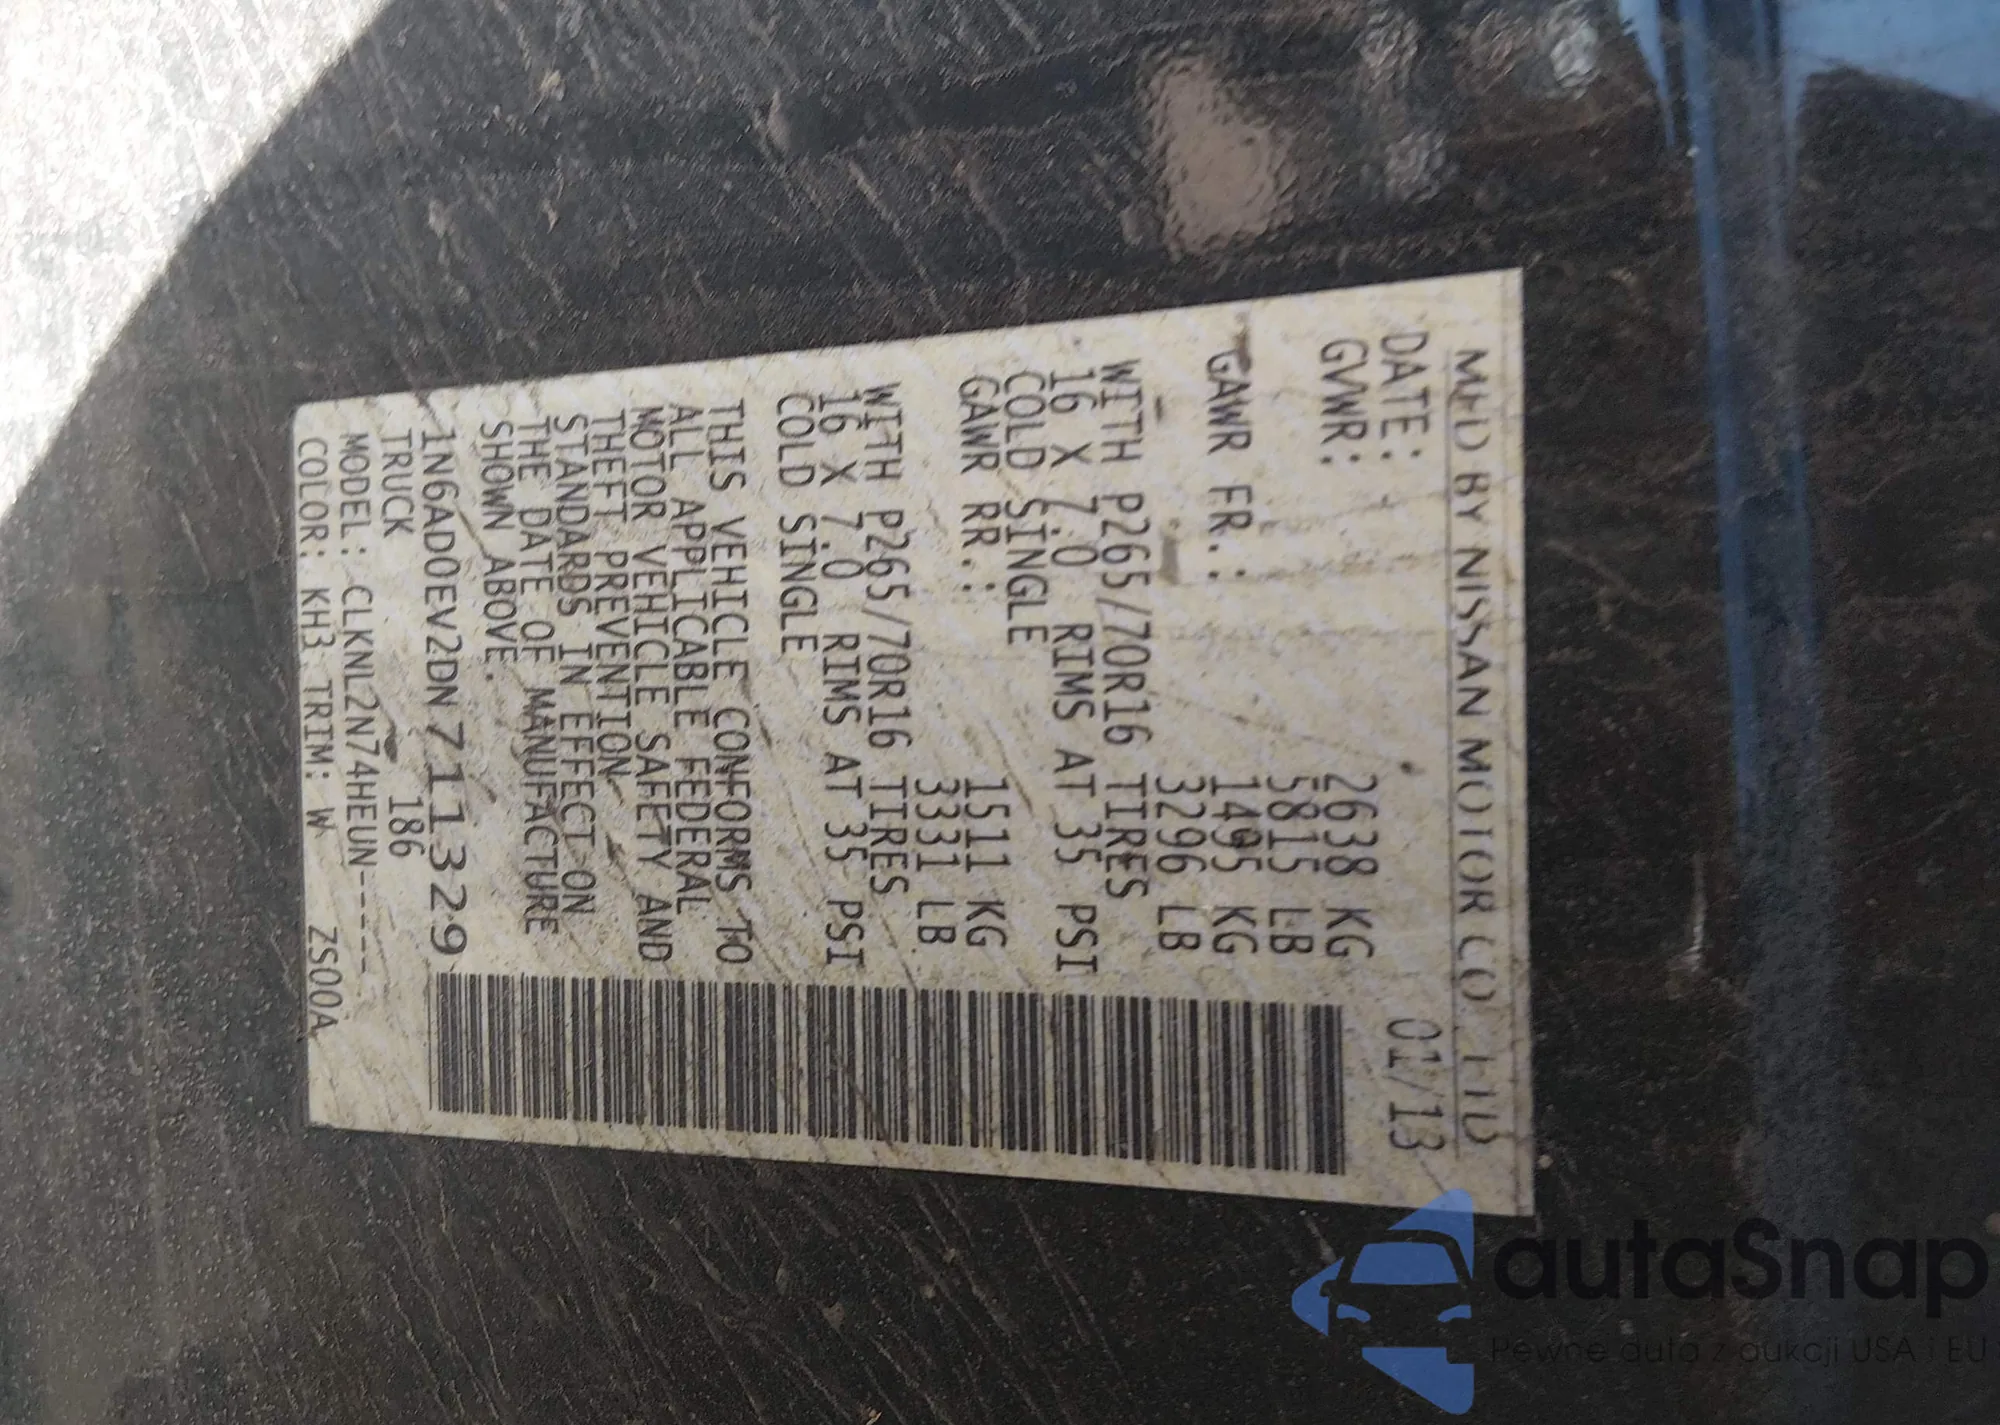 MFD BY NISSAN MOTOR CO., LTD
DATE: 01/13
GVWR: 2638 KG
5815 LB
GAWR FR.: 1495 KG
3296 LB
WITH P265/70R16 TIRES
16 X 7.0 RIMS AT 35 PSI
COLD SINGLE
GAWR RR.: 1511 KG
3331 LB
WITH P265/70R16 TIRES
16 X 7.0 RIMS AT 35 PSI
COLD SINGLE
THIS VEHICLE CONFORMS TO
ALL APPLICABLE FEDERAL
MOTOR VEHICLE SAFETY AND
THEFT PREVENTION
STANDARDS IN EFFECT ON
THE DATE OF MANUFACTURE
SHOWN ABOVE.
1N6AD0EV2DN711329
TRUCK 186
MODEL: CLKNL2N74HEUN-----
COLOR: KH3 TRIM: W ZS00A
autaSnap
Pewne auta z aukcji USA i EU